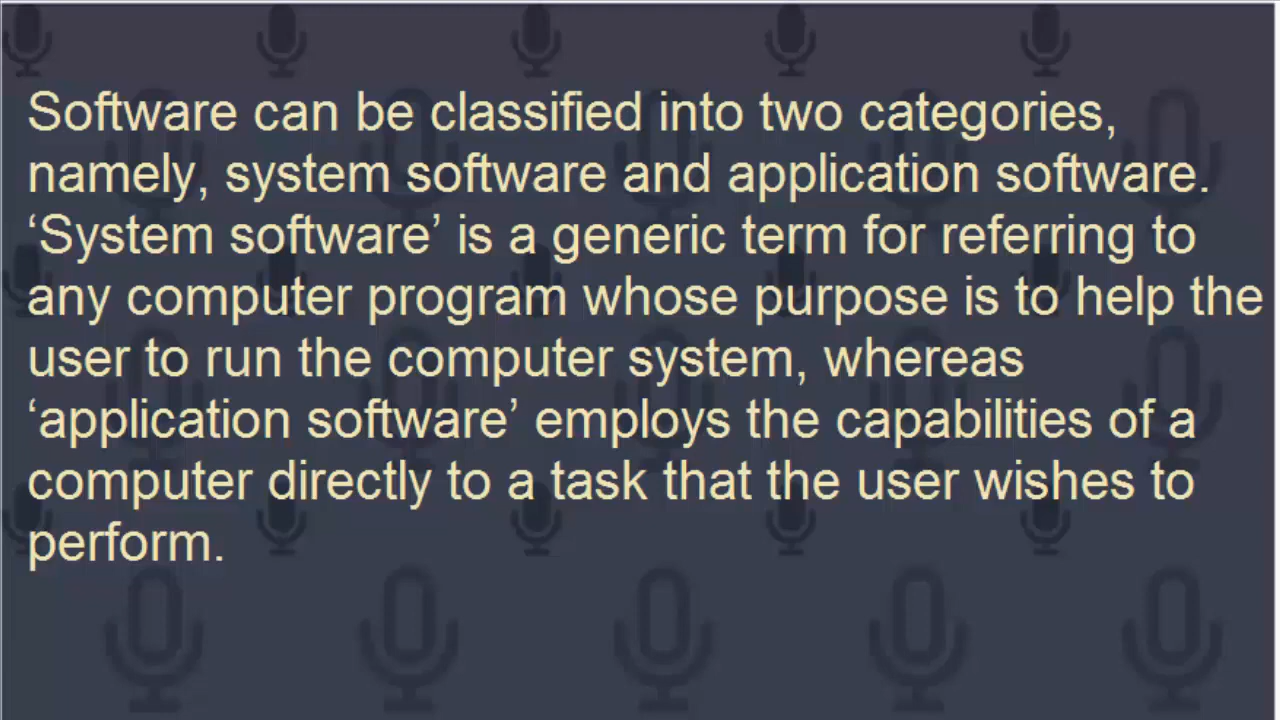 Software can be classified into two categories,
namely, system software and application software.
‘System software’ is a generic term for referring to
any computer program whose purpose is to help the
user to run the computer system, whereas
‘application software’ employs the capabilities of a
computer directly to a task that the user wishes to
perform.